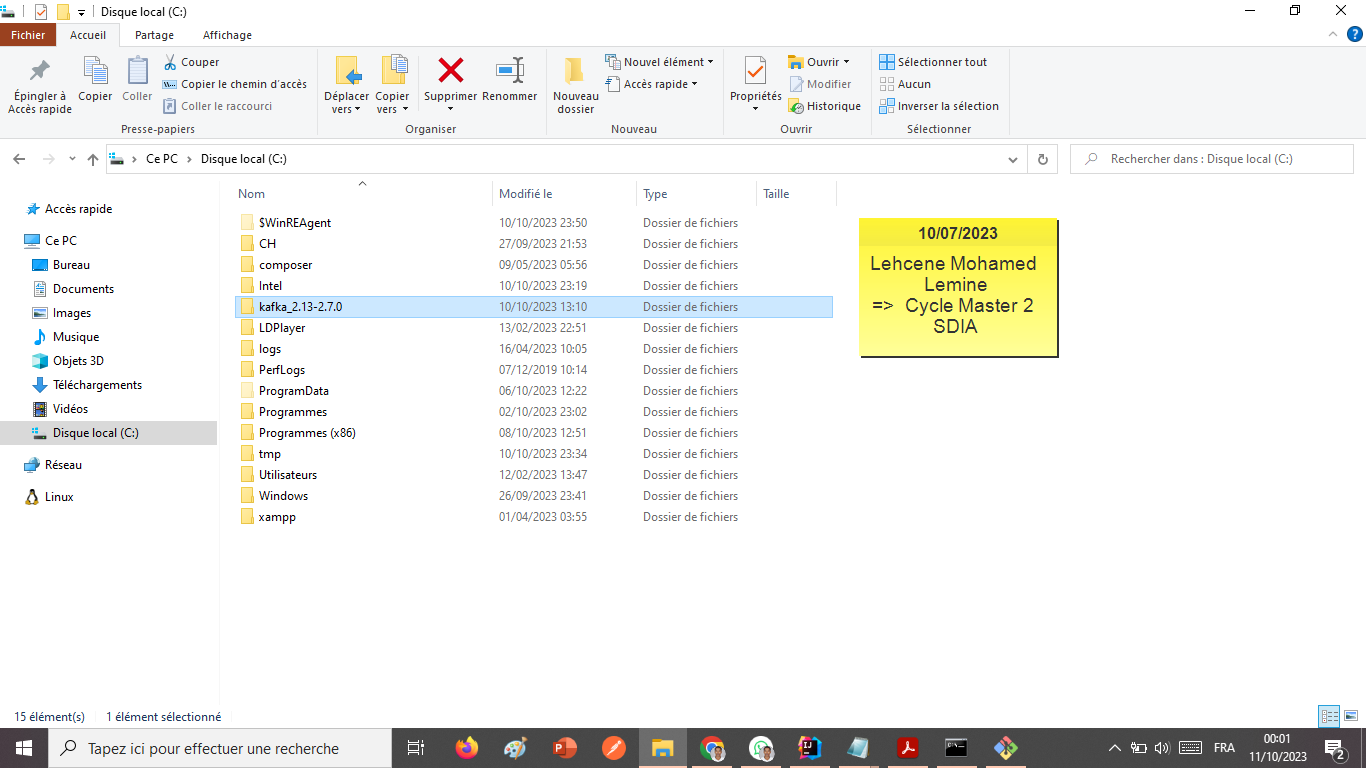 Disque local (C:)
Fichier Accueil Partage Affichage
Épingler à Accès rapide
Copier
Coller
Couper
Copier le chemin d'accès
Coller le raccourci
Presse-papiers
Déplacer vers
Copier vers
Supprimer
Renommer
Organiser
Nouveau dossier
Nouvel élément
Accès rapide
Nouveau
Propriétés
Ouvrir
Modifier
Historique
Ouvrir
Sélectionner tout
Aucun
Inverser la sélection
Sélectionner
Ce PC Disque local (C:)
Rechercher dans : Disque local (C:)
Accès rapide
Ce PC
Bureau
Documents
Images
Musique
Objets 3D
Téléchargements
Vidéos
Disque local (C:)
Réseau
Linux
Nom Modifié le Type Taille
$WinREAgent 10/10/2023 23:50 Dossier de fichiers
CH 27/09/2023 21:53 Dossier de fichiers
composer 09/05/2023 05:56 Dossier de fichiers
Intel 10/10/2023 23:19 Dossier de fichiers
kafka_2.13-2.7.0 10/10/2023 13:10 Dossier de fichiers
LDPlayer 13/02/2023 22:51 Dossier de fichiers
logs 16/04/2023 10:05 Dossier de fichiers
PerfLogs 07/12/2019 10:14 Dossier de fichiers
ProgramData 06/10/2023 12:22 Dossier de fichiers
Programmes 02/10/2023 23:02 Dossier de fichiers
Programmes (x86) 08/10/2023 12:51 Dossier de fichiers
tmp 10/10/2023 23:34 Dossier de fichiers
Utilisateurs 12/02/2023 13:47 Dossier de fichiers
Windows 26/09/2023 23:41 Dossier de fichiers
xampp 01/04/2023 03:55 Dossier de fichiers
10/07/2023
Lehcene Mohamed
Lemine
=> Cycle Master 2
SDIA
15 élément(s) 1 élément sélectionné
Tapez ici pour effectuer une recherche
FRA
00:01
11/10/2023
2